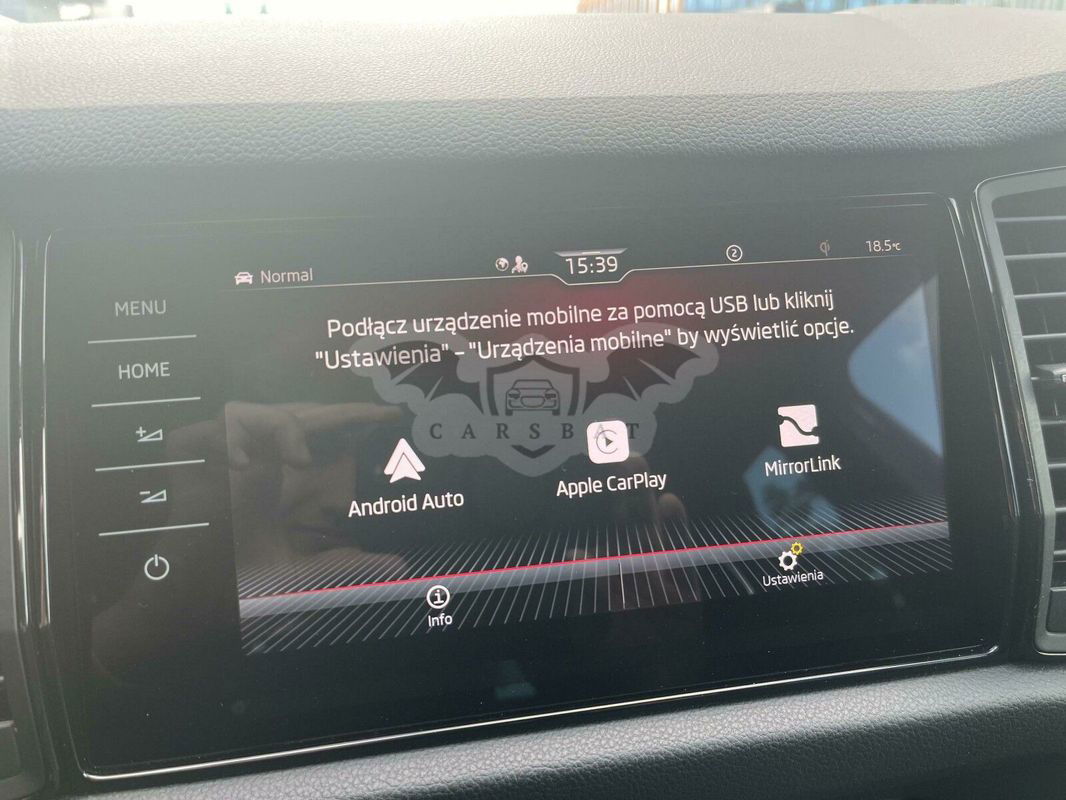 Normal
15:39
2
18.5°C
MENU
HOME
Podłącz urządzenie mobilne za pomocą USB lub kliknij
"Ustawienia" - "Urządzenia mobilne" by wyświetlić opcje.
CARSBAT
Android Auto
Apple CarPlay
MirrorLink
Info
Ustawienia